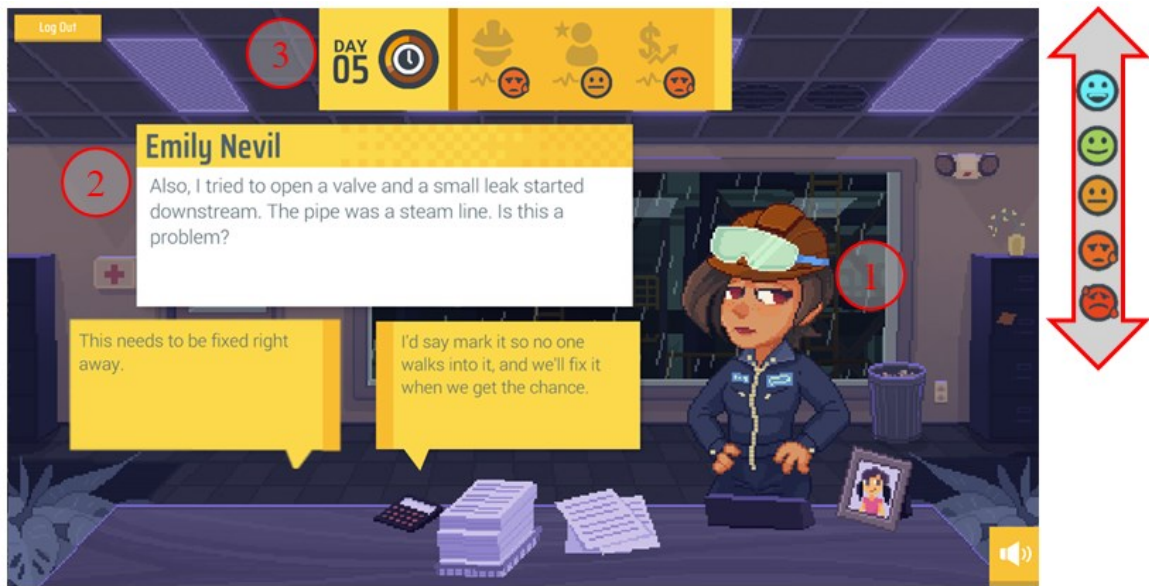 Log Out
3
DAY
05
2
Emily Nevil
Also, I tried to open a valve and a small leak started
downstream. The pipe was a steam line. Is this a
problem?
1
This needs to be fixed right
away.
I'd say mark it so no one
walks into it, and we'll fix it
when we get the chance.